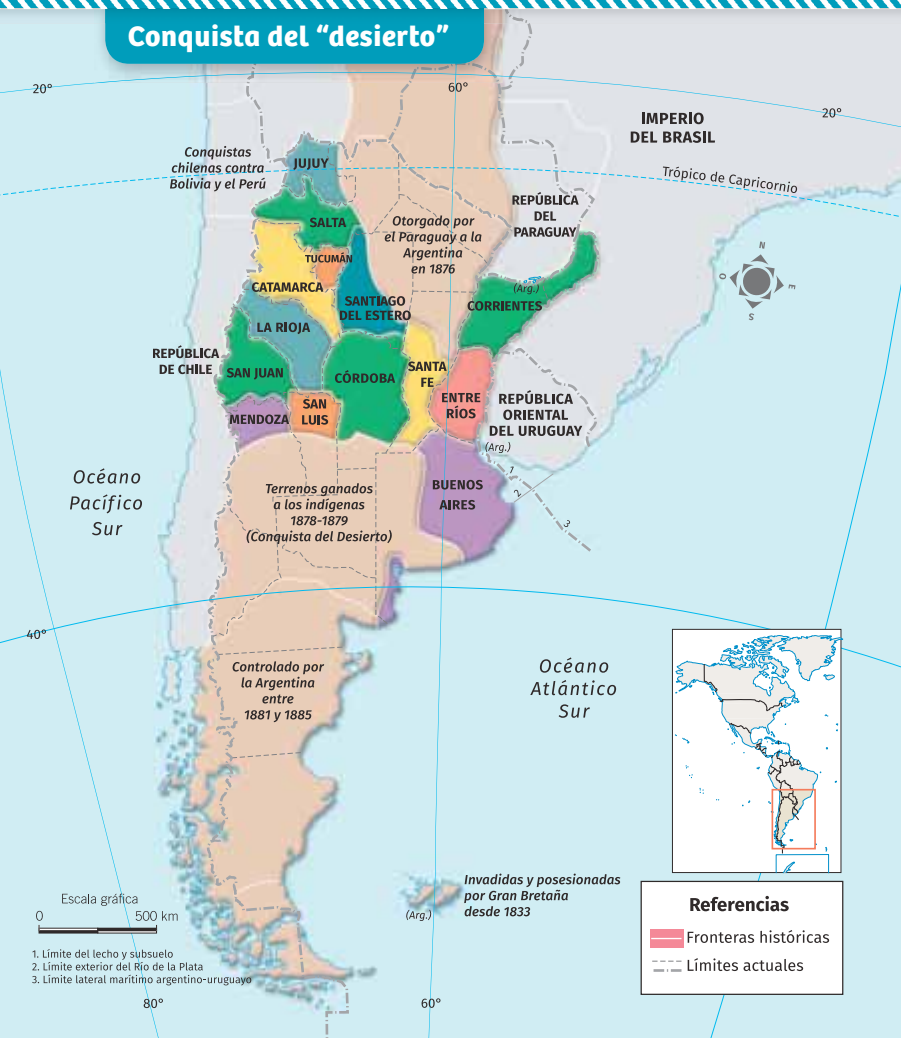 Conquista del “desierto”
20°
60°
20°
IMPERIO
DEL BRASIL
Conquistas
chilenas contra
Bolivia y el Perú
JUJUY
Trópico de Capricornio
REPÚBLICA
DEL
PARAGUAY
SALTA
Otorgado por
el Paraguay a la
Argentina
en 1876
TUCUMÁN
N
O
E
S
CATAMARCA
(Arg.)
SANTIAGO
DEL ESTERO
CORRIENTES
LA RIOJA
REPÚBLICA
DE CHILE
SAN JUAN
CÓRDOBA
SANTA
FE
ENTRE
RÍOS
REPÚBLICA
ORIENTAL
DEL URUGUAY
MENDOZA
SAN
LUIS
(Arg.)
1
2
3
Océano
Pacífico
Sur
BUENOS
AIRES
Terrenos ganados
a los indígenas
1878-1879
(Conquista del Desierto)
40°
Controlado por
la Argentina
entre
1881 y 1885
Océano
Atlántico
Sur
Invadidas y posesionadas
por Gran Bretaña
desde 1833
(Arg.)
Escala gráfica
0 500 km
1. Límite del lecho y subsuelo
2. Límite exterior del Río de la Plata
3. Límite lateral marítimo argentino-uruguayo
80°
60°
Referencias
Fronteras históricas
Límites actuales